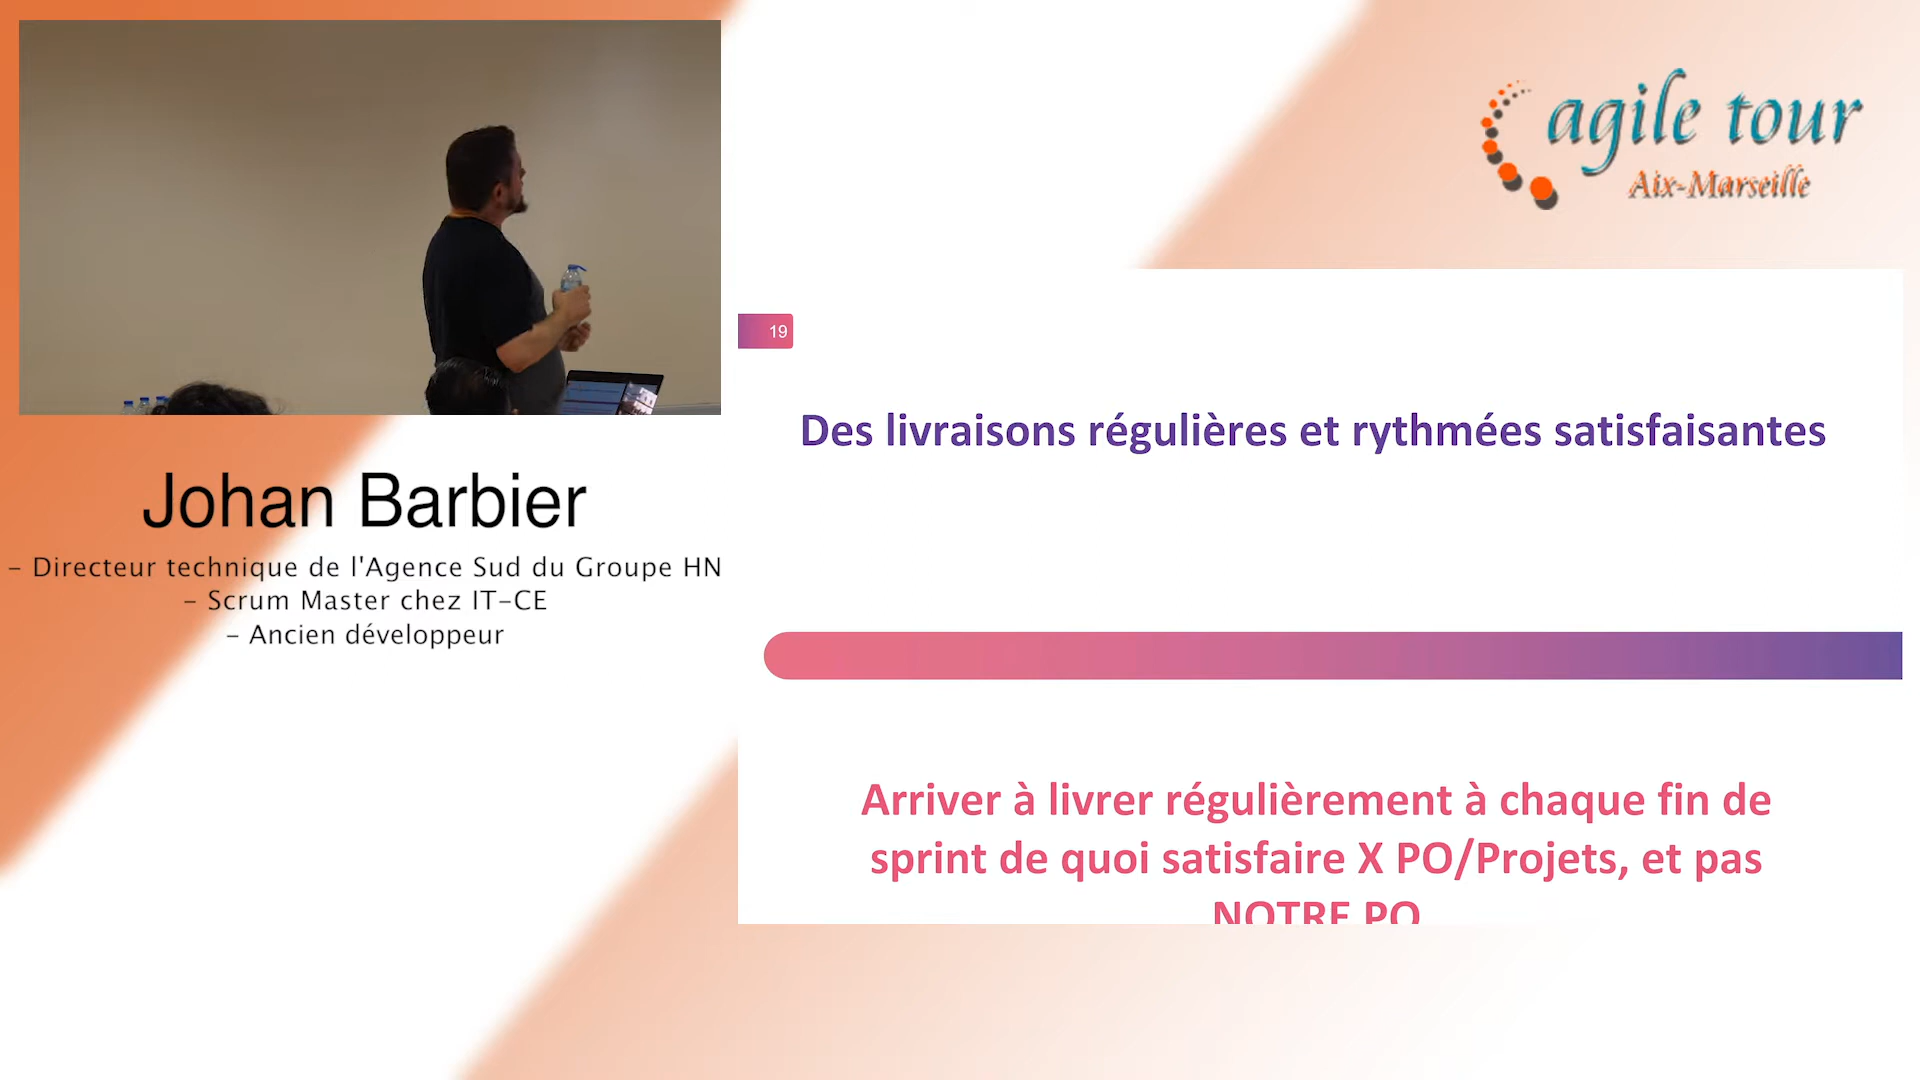 agile tour
Aix-Marseille
19
Des livraisons régulières et rythmées satisfaisantes
Johan Barbier
- Directeur technique de l'Agence Sud du Groupe HN
- Scrum Master chez IT-CE
- Ancien développeur
Arriver à livrer régulièrement à chaque fin de
sprint de quoi satisfaire X PO/Projets, et pas
NOTRE PO